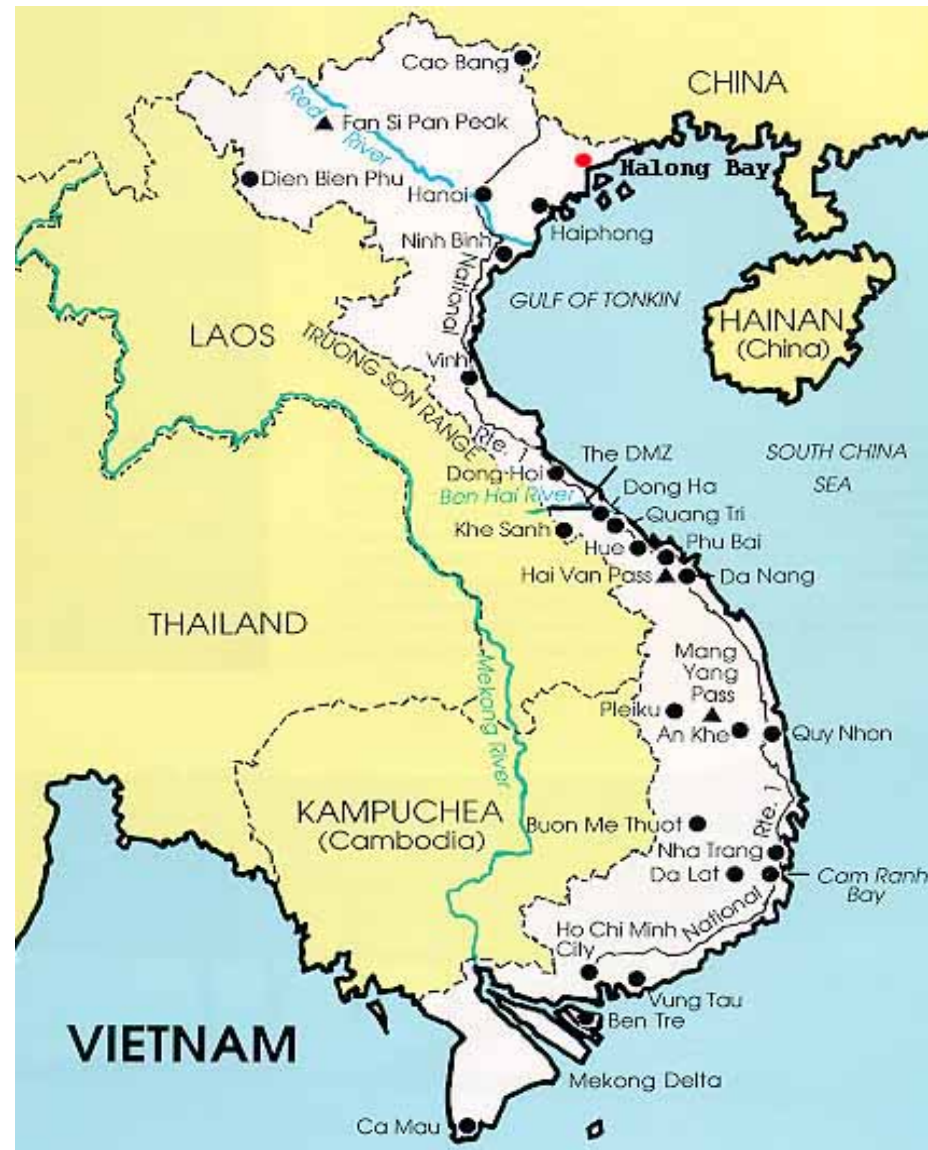 Cao Bang
CHINA
Red
River
Fan Si Pan Peak
Halong Bay
Dien Bien Phu
Hanoi
Haiphong
Ninh Binh
National
GULF OF TONKIN
HAINAN
(China)
LAOS
TRUONG SON RANGE
Vinh
Rte. 1
SOUTH CHINA
SEA
The DMZ
Dong Hoi
Dong Ha
Ben Hai River
Quang Tri
Khe Sanh
Phu Bai
Hue
Hai Van Pass
Da Nang
THAILAND
Mang
Yang
Pass
Mekong River
Pleiku
An Khe
Quy Nhon
KAMPUCHEA
(Cambodia)
Rte. 1
Buon Me Thuot
Nha Trang
Da Lat
Com Ranh
Bay
National
Ho Chi Minh
Cily
Vung Tau
Ben Tre
VIETNAM
Mekong Delta
Ca Mau